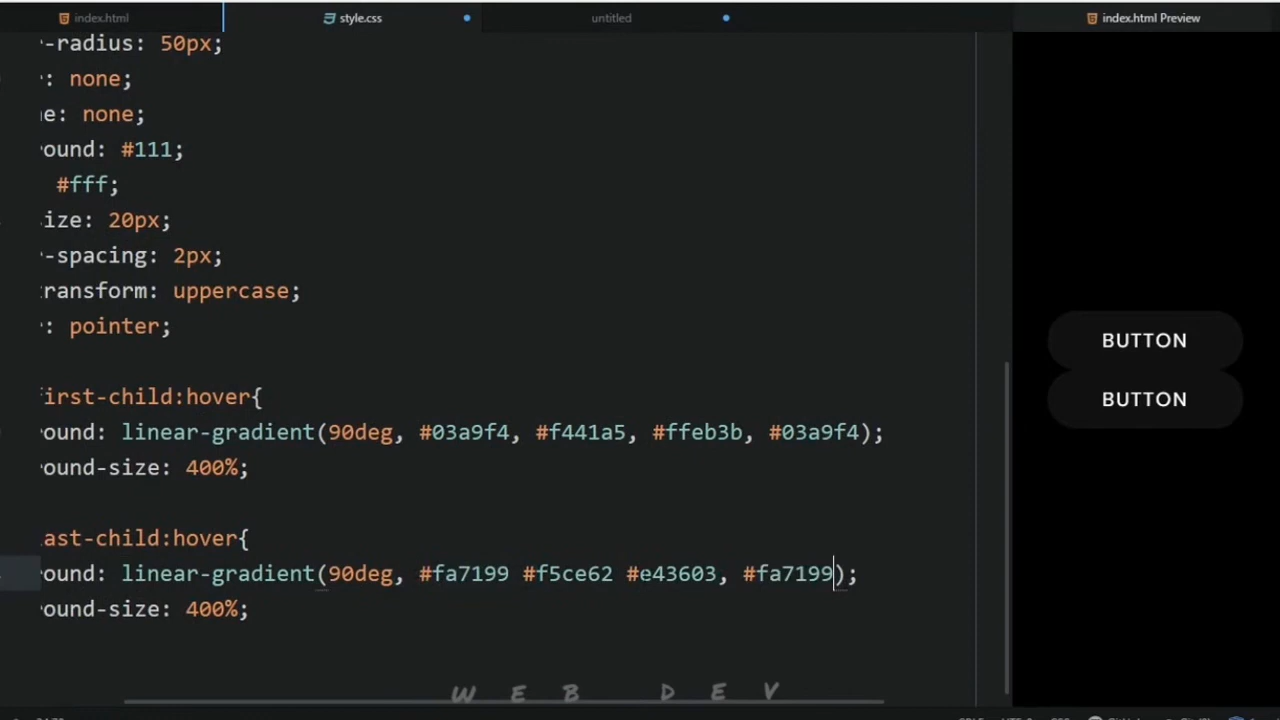 index.html
style.css
untitled
index.html Preview
-radius: 50px;
: none;
e: none;
ound: #111;
#fff;
ize: 20px;
-spacing: 2px;
ransform: uppercase;
: pointer;
BUTTON
BUTTON
irst-child:hover{
ound: linear-gradient(90deg, #03a9f4, #f441a5, #ffeb3b, #03a9f4);
ound-size: 400%;
ast-child:hover{
ound: linear-gradient(90deg, #fa7199 #f5ce62 #e43603, #fa7199);
ound-size: 400%;
WEB DEV